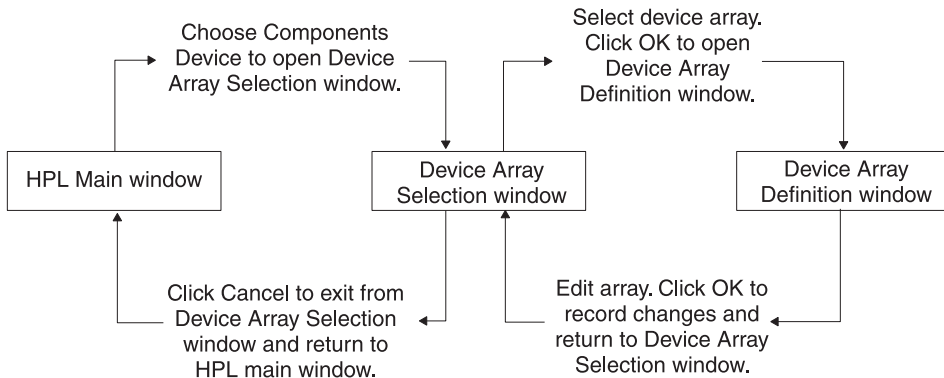 Choose Components
Device to open Device
Array Selection window.
Select device array.
Click OK to open
Device Array
Definition window.
HPL Main window
Device Array
Selection window
Device Array
Definition window
Click Cancel to exit from
Device Array Selection
window and return to
HPL main window.
Edit array. Click OK to
record changes and
return to Device Array
Selection window.